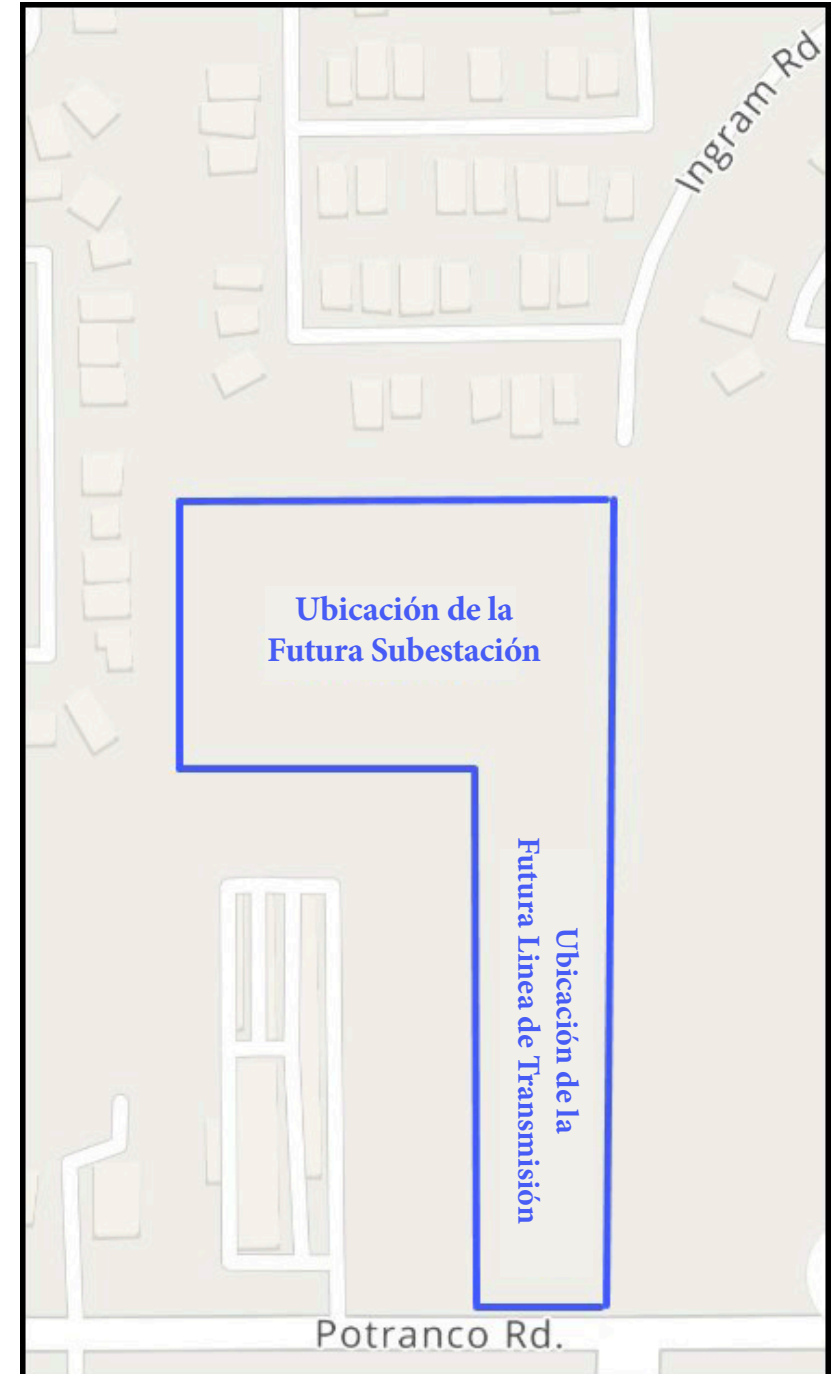 Ingram Rd
Ubicación de la
Futura Subestación
Ubicación de la
Futura Linea de Transmisión
Potranco Rd.